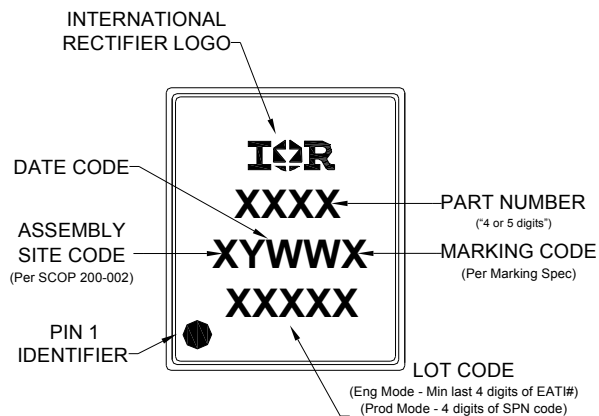 INTERNATIONAL
RECTIFIER LOGO
IOR
DATE CODE
XXXX
PART NUMBER
("4 or 5 digits")
ASSEMBLY
SITE CODE
(Per SCOP 200-002)
XYWWX
MARKING CODE
(Per Marking Spec)
XXXXX
PIN 1
IDENTIFIER
LOT CODE
(Eng Mode - Min last 4 digits of EATI#)
(Prod Mode - 4 digits of SPN code)